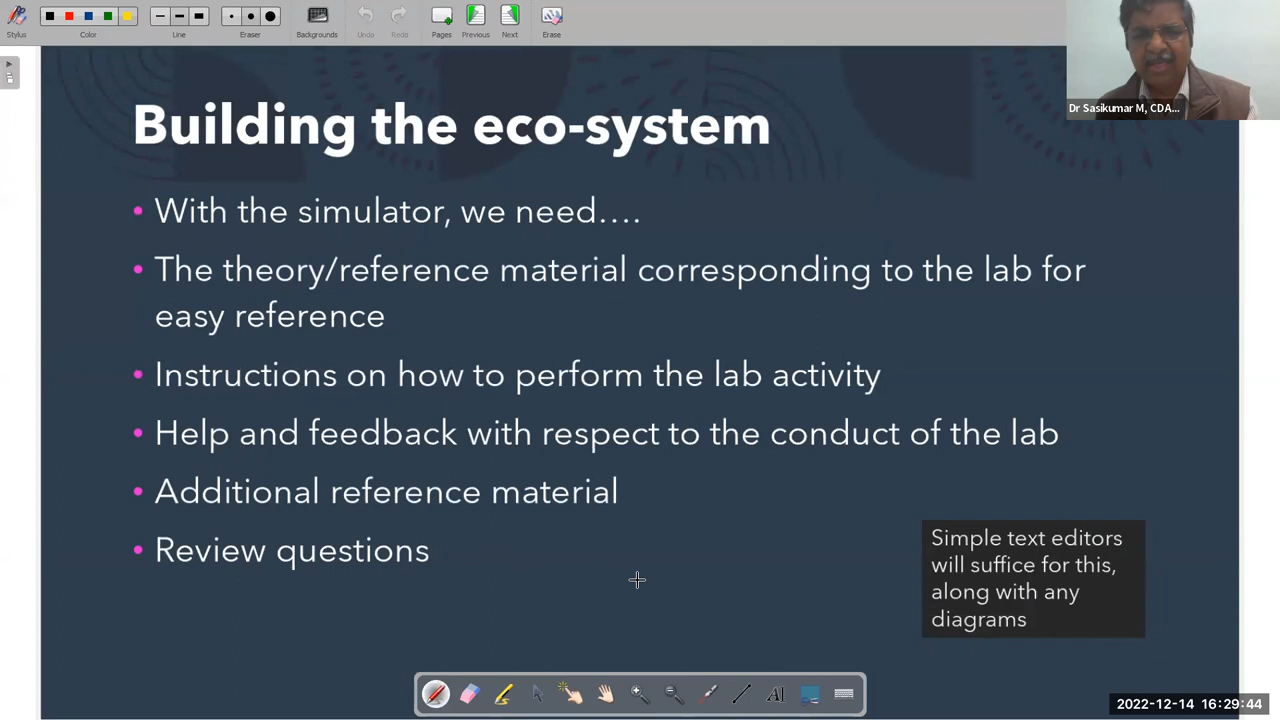 Stylus
Color
Line
Eraser
Backgrounds
Undo
Redo
Pages
Previous
Next
Erase
Dr Sasikumar M, CDA...
Building the eco-system
• With the simulator, we need....
• The theory/reference material corresponding to the lab for
easy reference
• Instructions on how to perform the lab activity
• Help and feedback with respect to the conduct of the lab
• Additional reference material
• Review questions
Simple text editors
will suffice for this,
along with any
diagrams
AI
2022-12-14 16:29:44